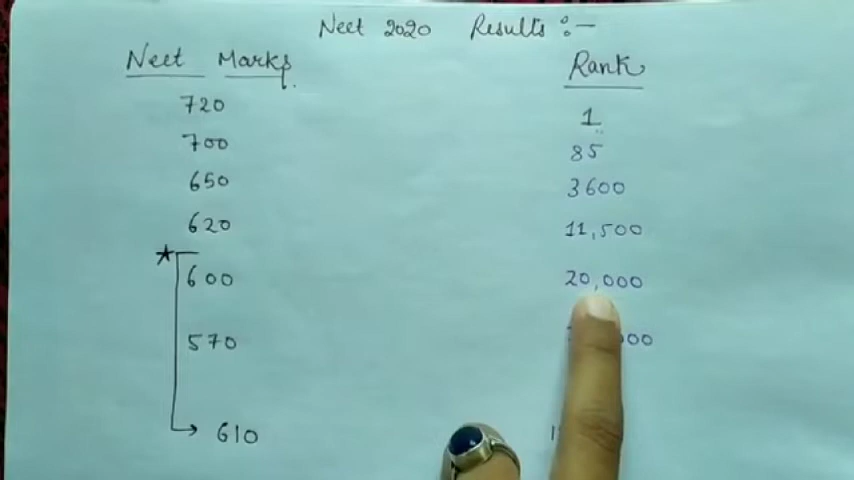 Neet 2020 Results :-
Neet Marks Rank
720 1
700 85
650 3600
620 11,500
★ 600 20,000
570
610